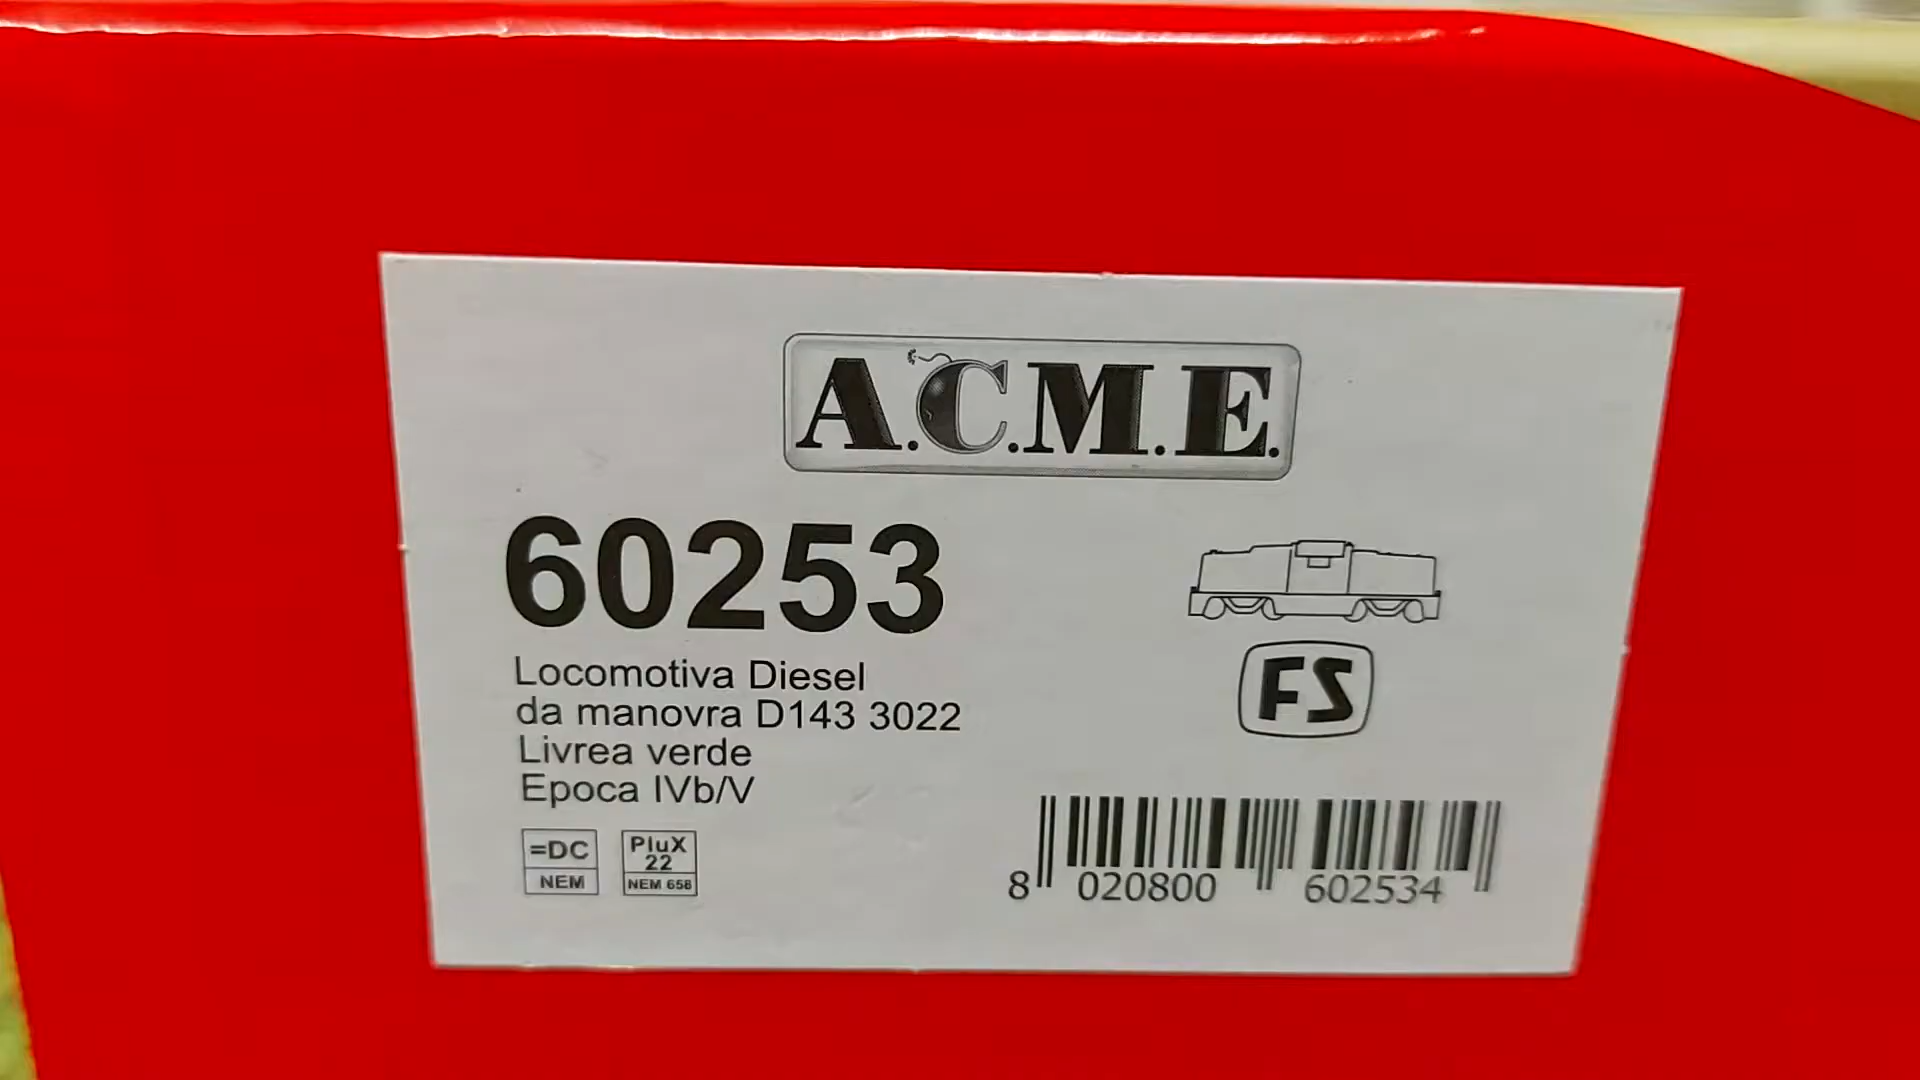 A.C.M.E.
60253
Locomotiva Diesel
da manovra D143 3022
Livrea verde
Epoca IVb/V
FS
=DC
NEM
PluX
22
NEM 658
8 020800 602534